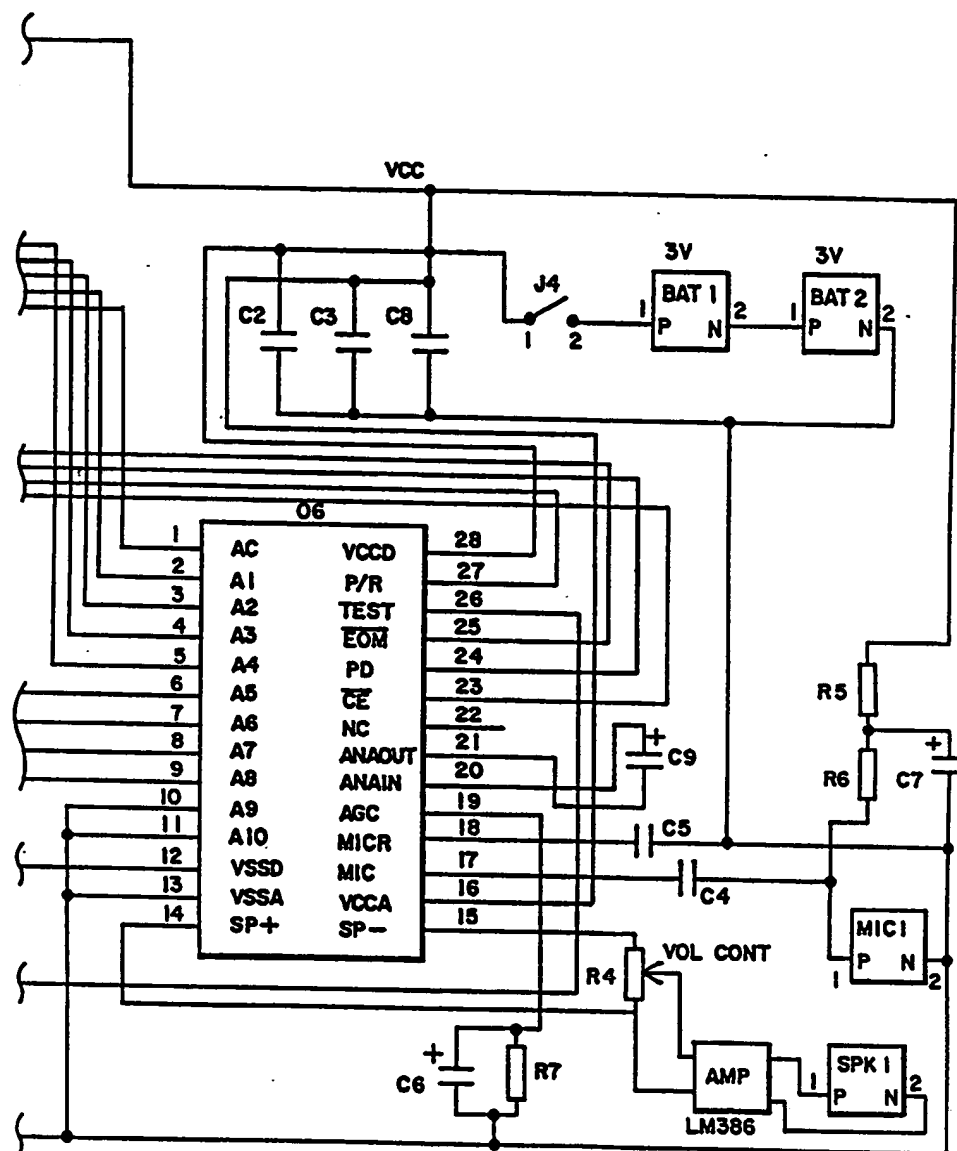 VCC
3V
3V
J4
BAT 1
BAT 2
1
P
N
2
1
P
N
2
C2
C3
C8
1
2
06
1
AC
VCCD
28
2
A1
P/R
27
3
A2
TEST
26
4
A3
EOM
25
5
A4
PD
24
6
A5
CE
23
7
A6
NC
22
8
A7
ANAOUT
21
9
A8
ANAIN
20
10
A9
AGC
19
11
A10
MICR
18
12
VSSD
MIC
17
13
VSSA
VCCA
16
14
SP+
SP-
15
R5
R6
+
C7
+
C9
C5
C4
MIC 1
P
N
1
2
VOL CONT
R4
+
C6
R7
AMP
LM386
SPK 1
1
P
N
2